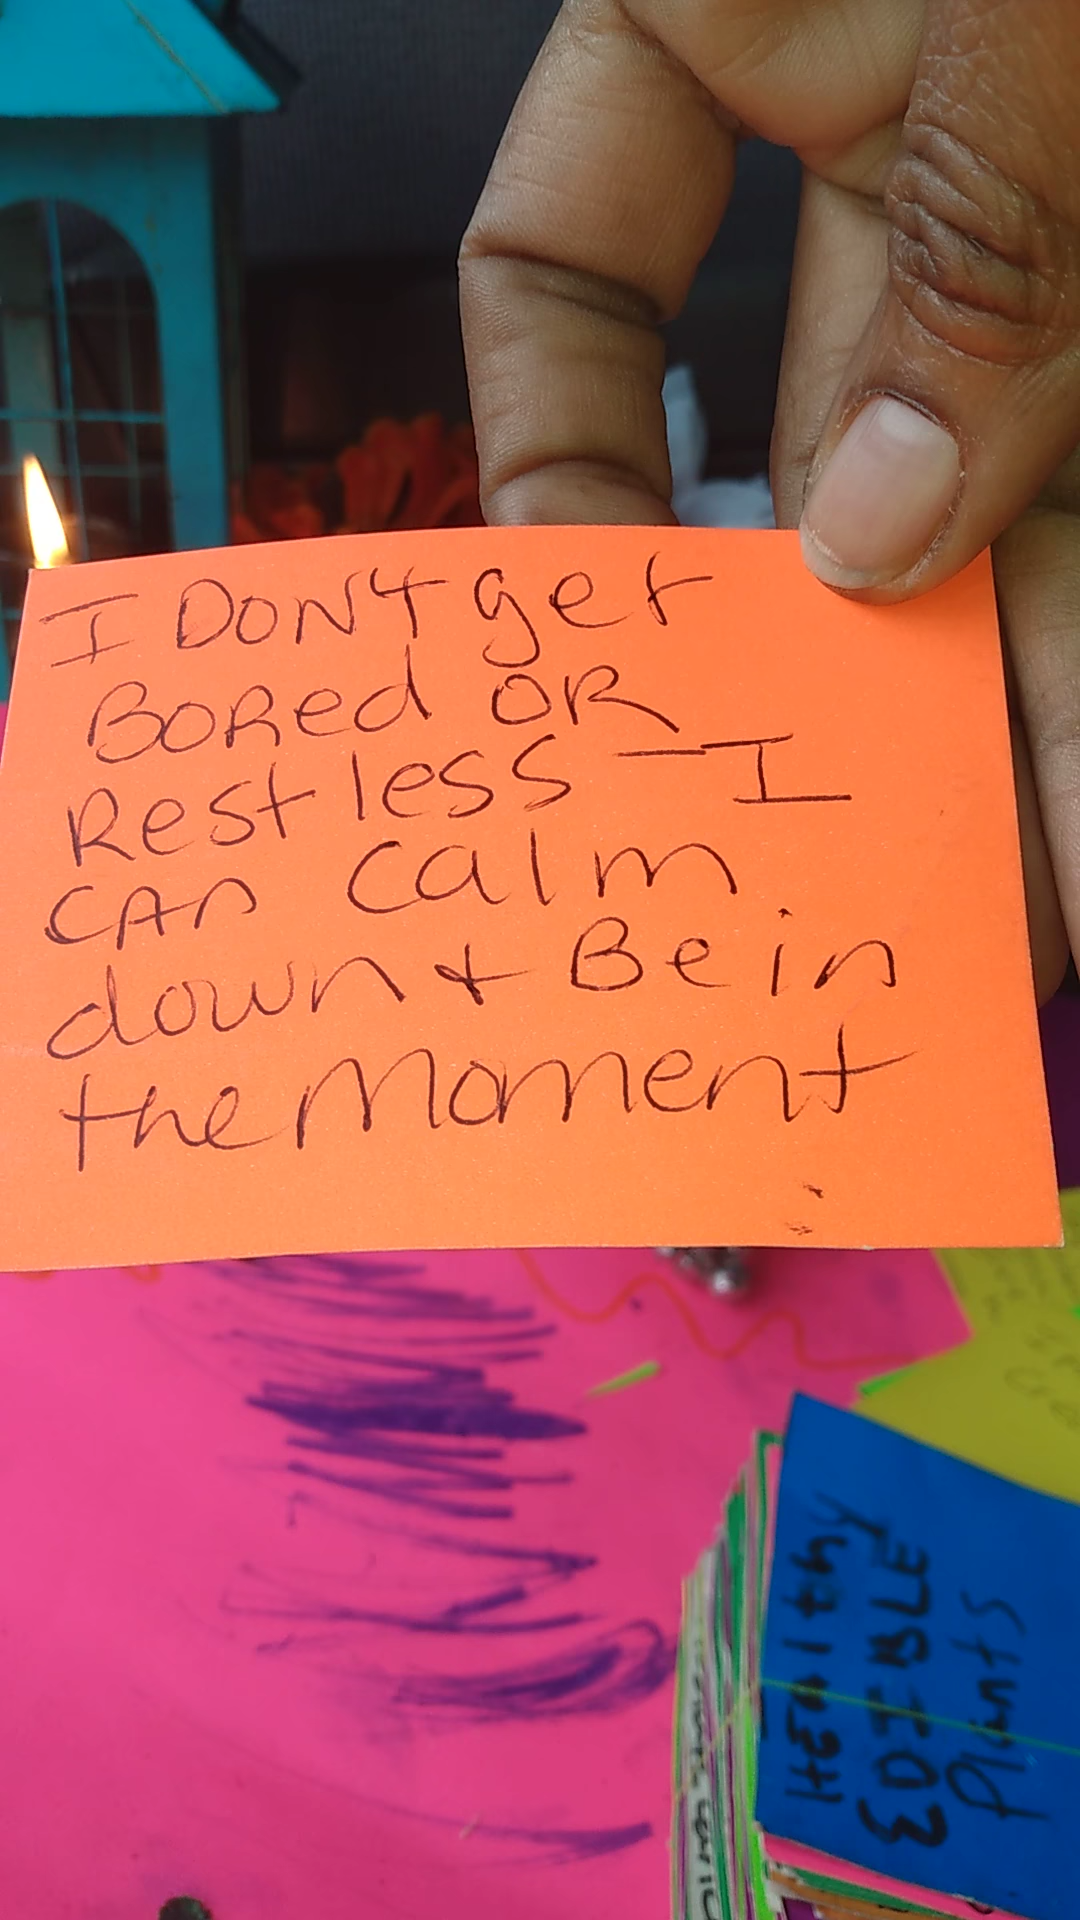 I DON'T get
BORed OR
Restless — I
CAn calm
down + Be in
the Moment
HEalthy
EDIBLE
Plants